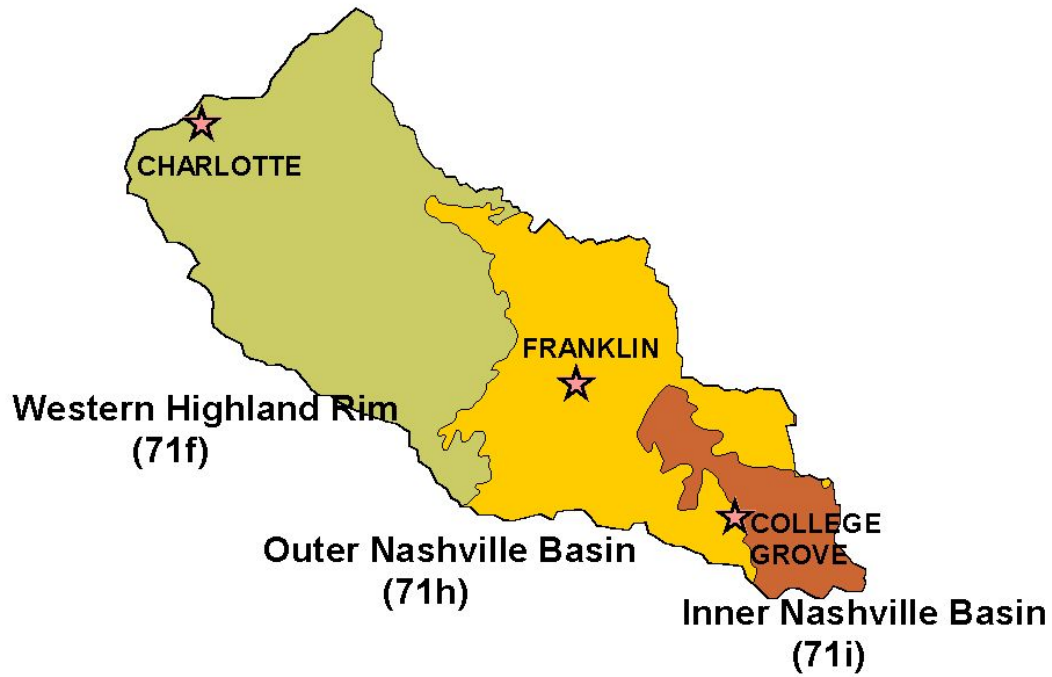 CHARLOTTE
FRANKLIN
Western Highland Rim
(71f)
COLLEGE
GROVE
Outer Nashville Basin
(71h)
Inner Nashville Basin
(71i)